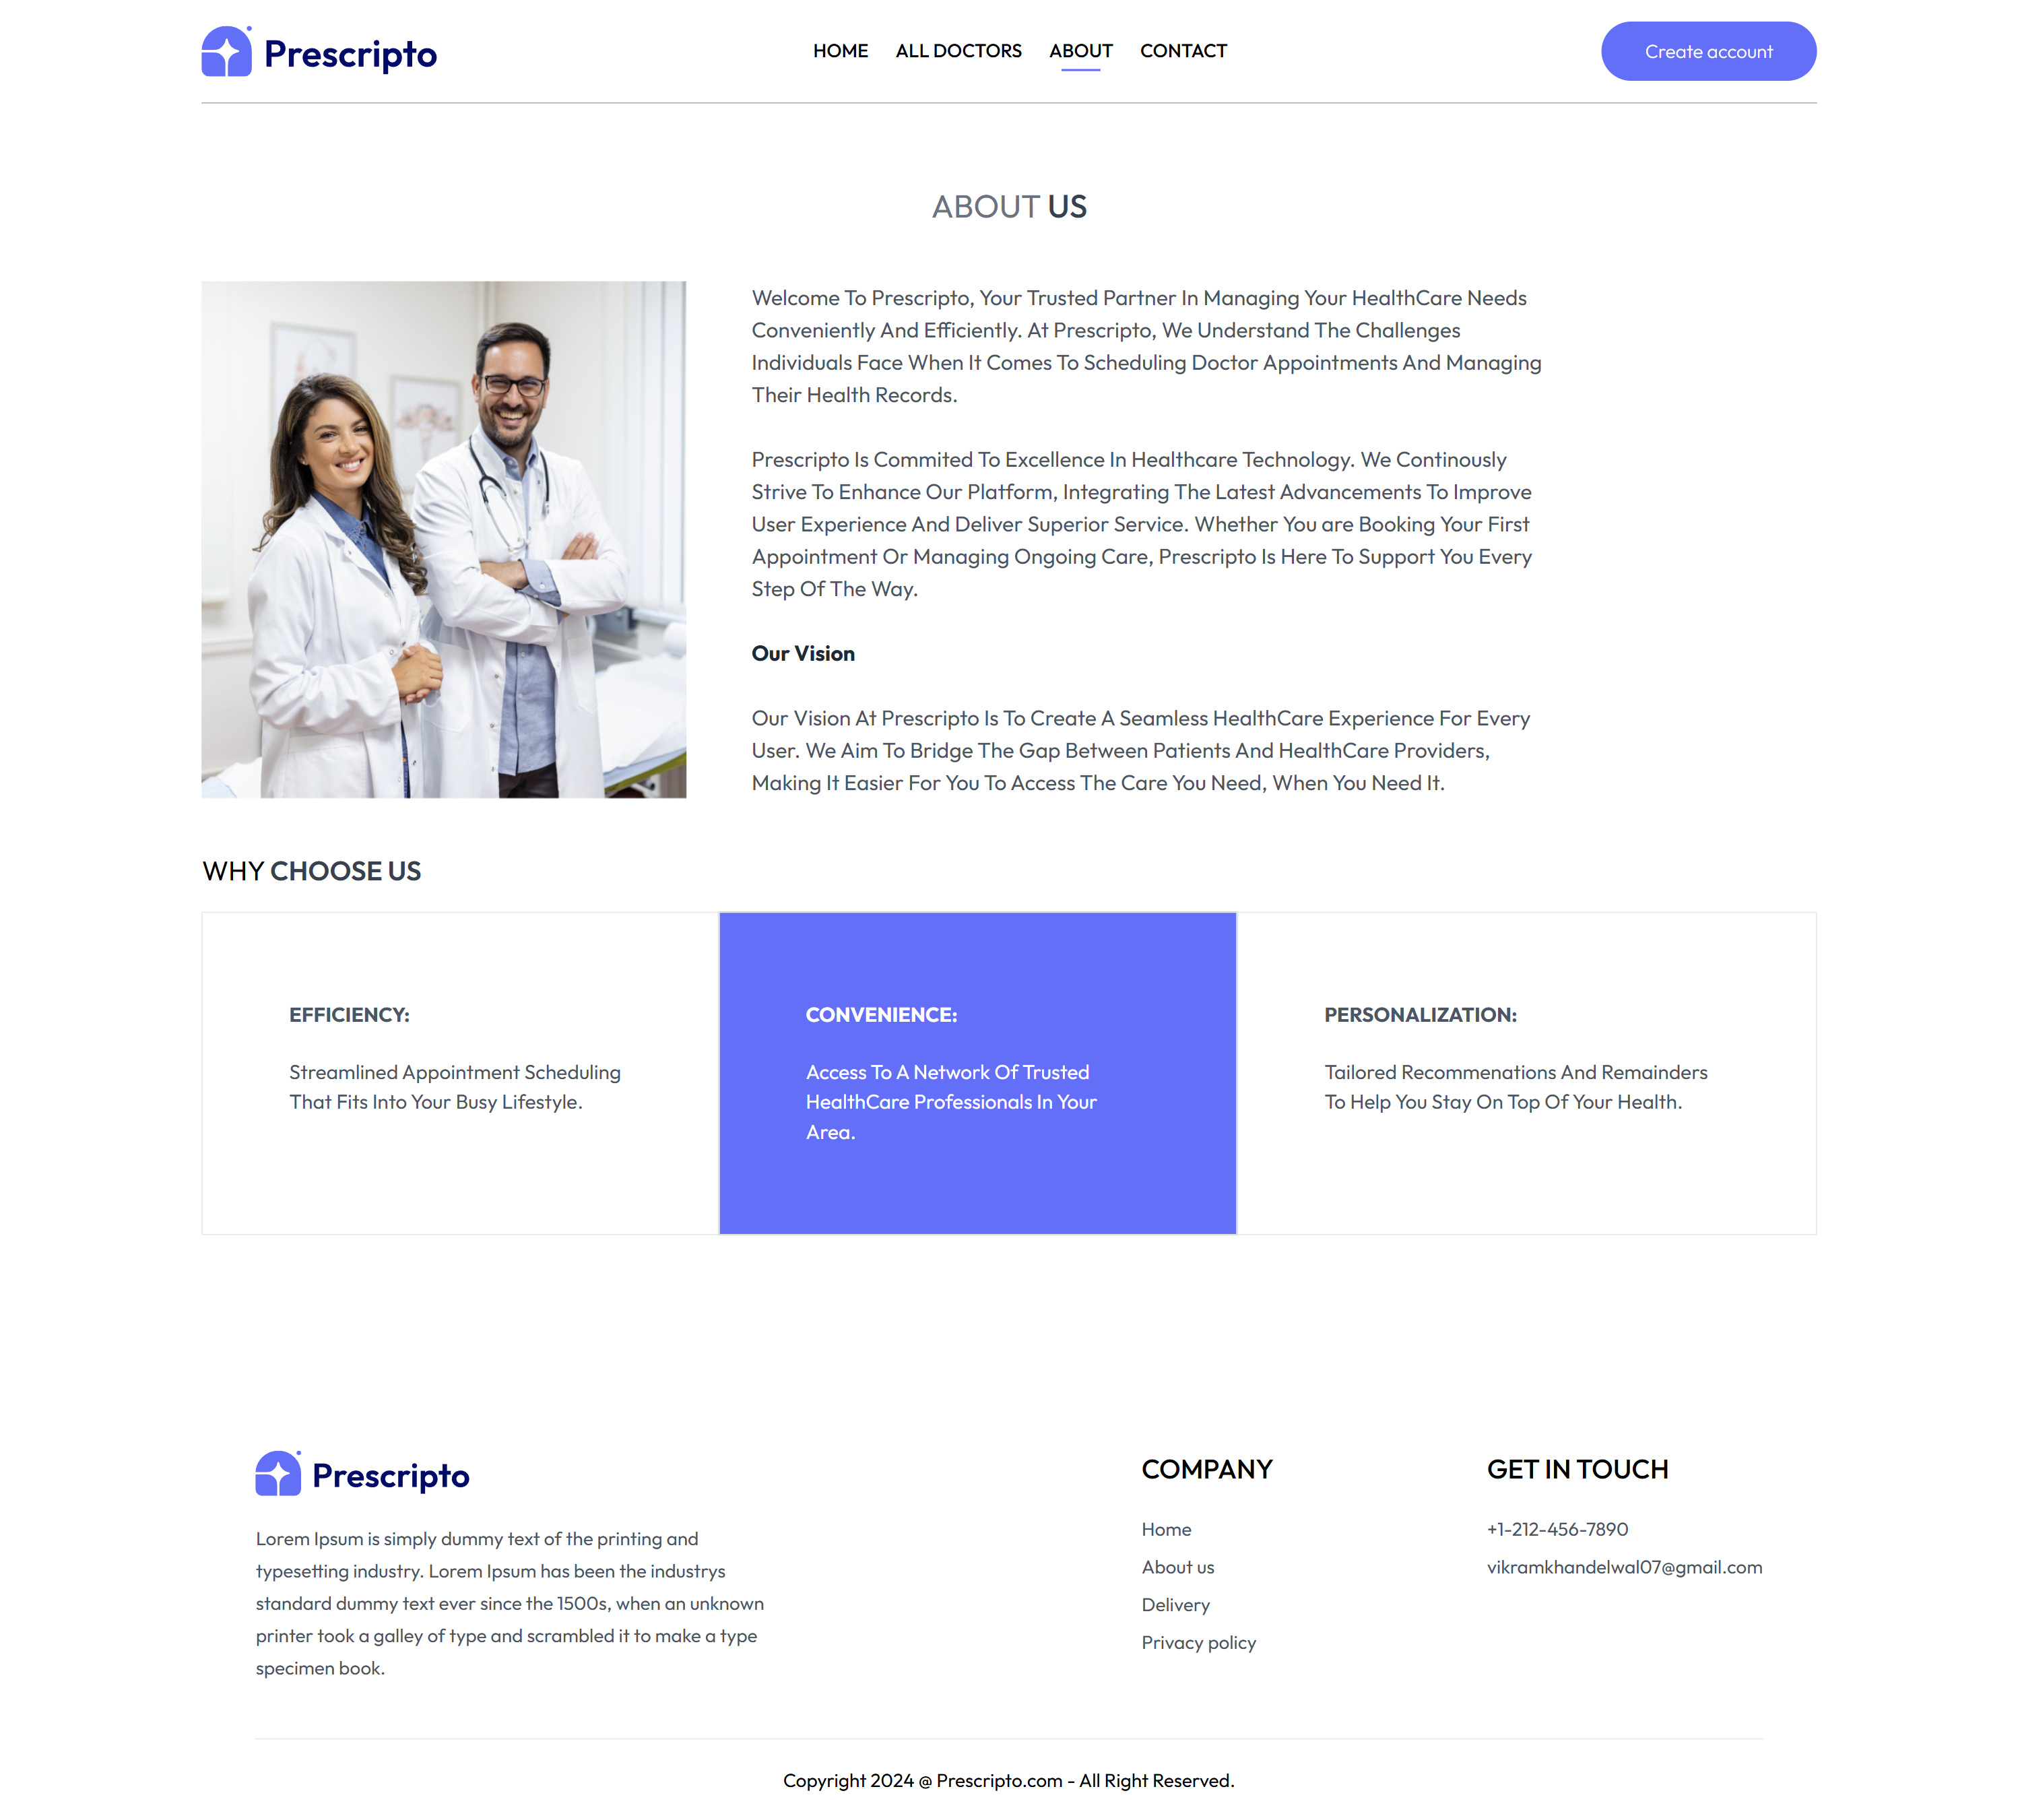 Prescripto
HOME ALL DOCTORS ABOUT CONTACT
Create account
ABOUT US
Welcome To Prescripto, Your Trusted Partner In Managing Your HealthCare Needs
Conveniently And Efficiently. At Prescripto, We Understand The Challenges
Individuals Face When It Comes To Scheduling Doctor Appointments And Managing
Their Health Records.
Prescripto Is Commited To Excellence In Healthcare Technology. We Continously
Strive To Enhance Our Platform, Integrating The Latest Advancements To Improve
User Experience And Deliver Superior Service. Whether You are Booking Your First
Appointment Or Managing Ongoing Care, Prescripto Is Here To Support You Every
Step Of The Way.
Our Vision
Our Vision At Prescripto Is To Create A Seamless HealthCare Experience For Every
User. We Aim To Bridge The Gap Between Patients And HealthCare Providers,
Making It Easier For You To Access The Care You Need, When You Need It.
WHY CHOOSE US
EFFICIENCY:
Streamlined Appointment Scheduling
That Fits Into Your Busy Lifestyle.
CONVENIENCE:
Access To A Network Of Trusted
HealthCare Professionals In Your
Area.
PERSONALIZATION:
Tailored Recommenations And Remainders
To Help You Stay On Top Of Your Health.
Prescripto
Lorem Ipsum is simply dummy text of the printing and
typesetting industry. Lorem Ipsum has been the industrys
standard dummy text ever since the 1500s, when an unknown
printer took a galley of type and scrambled it to make a type
specimen book.
COMPANY
Home
About us
Delivery
Privacy policy
GET IN TOUCH
+1-212-456-7890
vikramkhandelwal07@gmail.com
Copyright 2024 @ Prescripto.com - All Right Reserved.